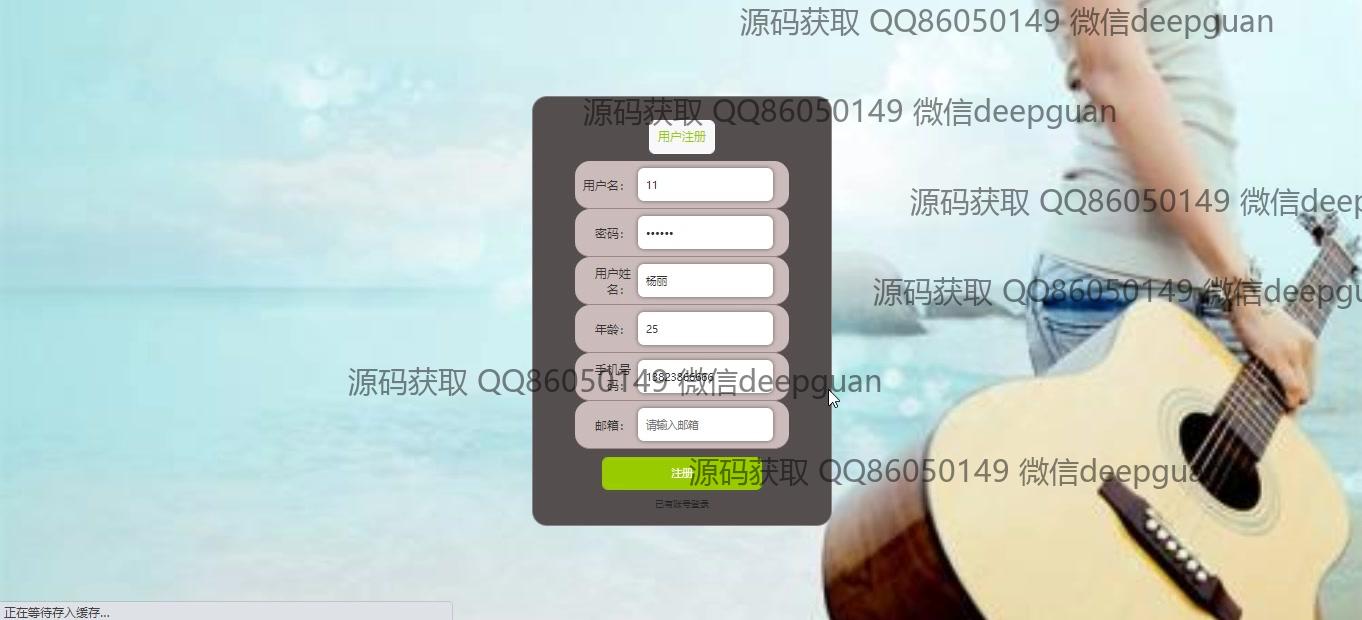 源码获取 QQ86050149 微信deepguan
源码获取 QQ86050149 微信deepguan
用户注册
用户名： 11
密码： ••••••
源码获取 QQ86050149 微信deep
用户姓
名：
杨丽
源码获取 QQ86050149 微信deepgu
年龄： 25
手机号
码：
源码获取 QQ86050149 微信deepguan
邮箱： 请输入邮箱
注册
源码获取 QQ86050149 微信deepguan
已有账号登录
正在等待存入缓存...